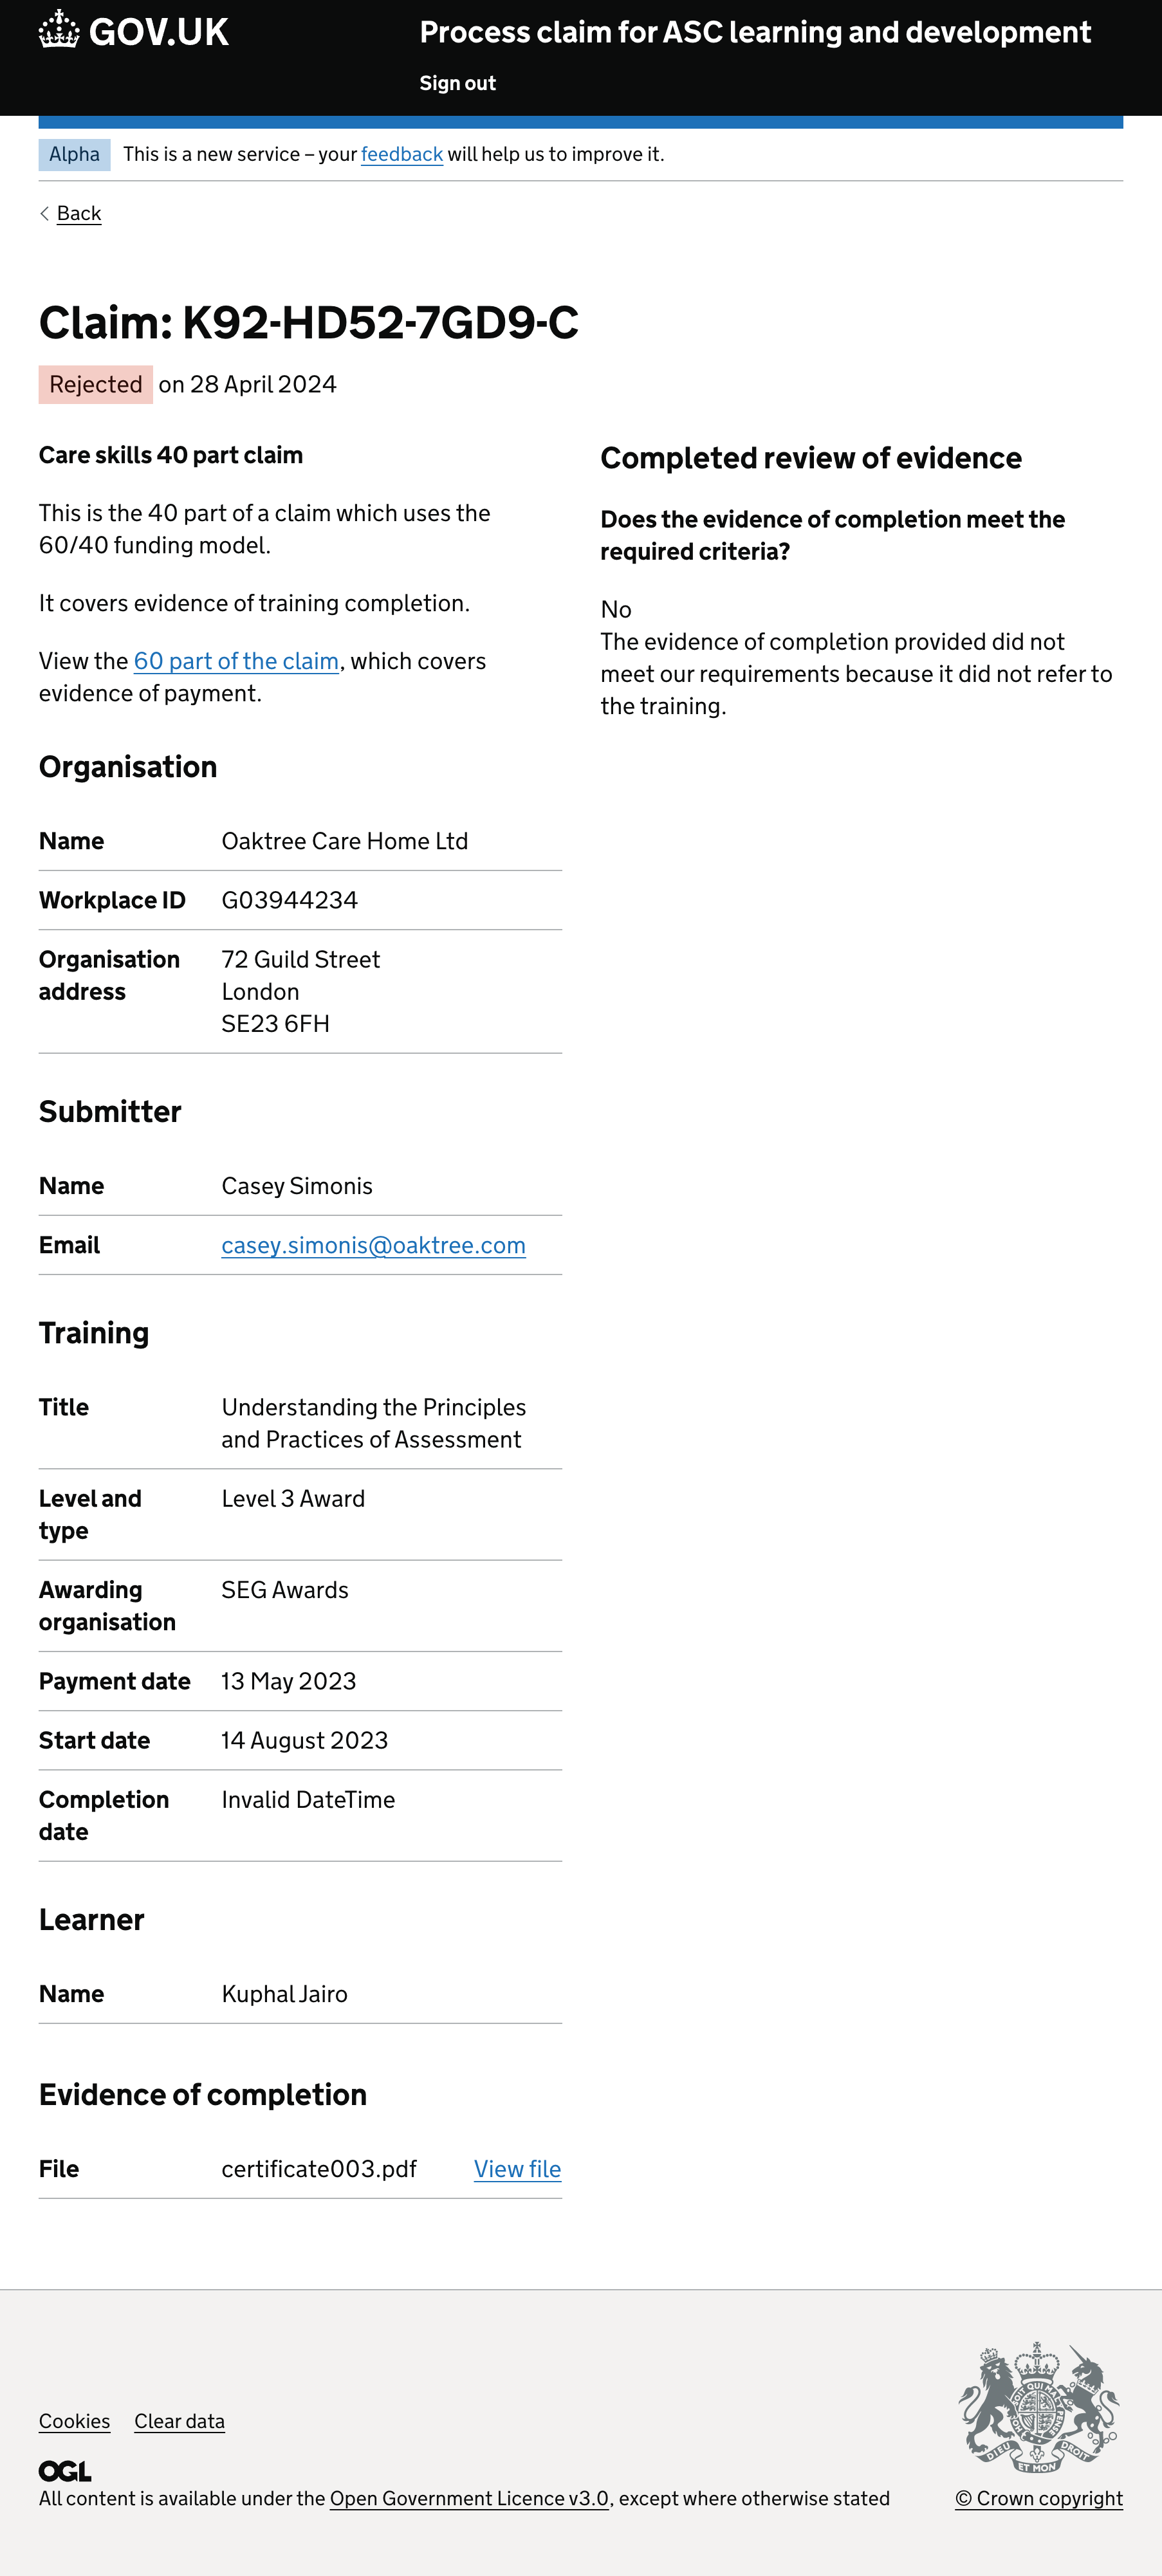 GOV.UK
Process claim for ASC learning and development
Sign out
Alpha
This is a new service – your feedback will help us to improve it.
Back
Claim: K92-HD52-7GD9-C
Rejected on 28 April 2024
Care skills 40 part claim
This is the 40 part of a claim which uses the
60/40 funding model.
It covers evidence of training completion.
View the 60 part of the claim, which covers
evidence of payment.
Completed review of evidence
Does the evidence of completion meet the
required criteria?
No
The evidence of completion provided did not
meet our requirements because it did not refer to
the training.
Organisation
Name Oaktree Care Home Ltd
Workplace ID G03944234
Organisation
address
72 Guild Street
London
SE23 6FH
Submitter
Name Casey Simonis
Email casey.simonis@oaktree.com
Training
Title
Understanding the Principles
and Practices of Assessment
Level and
type
Level 3 Award
Awarding
organisation
SEG Awards
Payment date 13 May 2023
Start date 14 August 2023
Completion
date
Invalid DateTime
Learner
Name Kuphal Jairo
Evidence of completion
File certificate003.pdf View file
Cookies Clear data
OGL
All content is available under the Open Government Licence v3.0, except where otherwise stated
DIEU ET MON DROIT
© Crown copyright